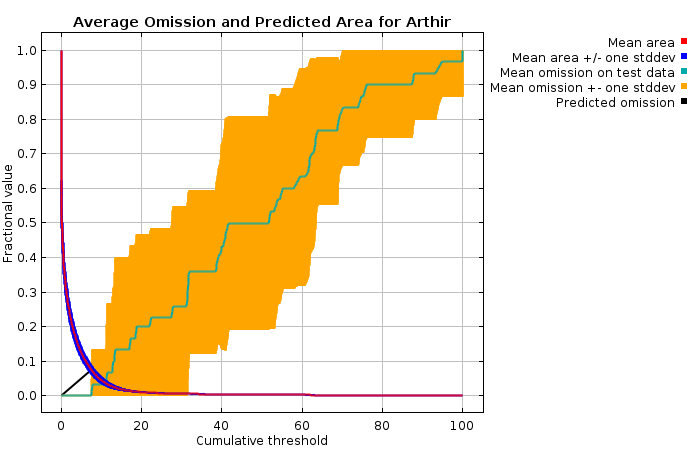 Average Omission and Predicted Area for Arthir
Mean area
Mean area +/- one stddev
Mean omission on test data
Mean omission +- one stddev
Predicted omission
Fractional value
1.0
0.9
0.8
0.7
0.6
0.5
0.4
0.3
0.2
0.1
0.0
0 20 40 60 80 100
Cumulative threshold